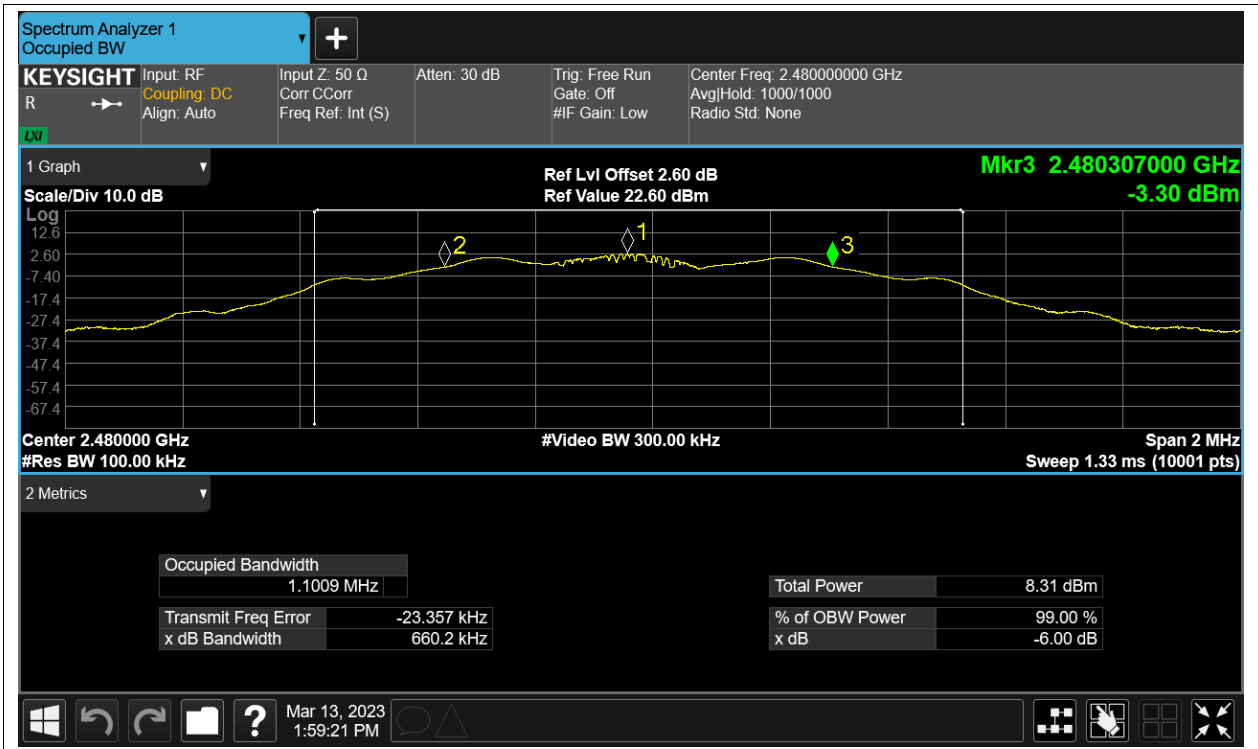 Spectrum Analyzer 1
Occupied BW
KEYSIGHT
R
LXI
Input: RF
Coupling: DC
Align: Auto
Input Z: 50 Ω
Corr CCorr
Freq Ref: Int (S)
Atten: 30 dB
Trig: Free Run
Gate: Off
#IF Gain: Low
Center Freq: 2.480000000 GHz
Avg|Hold: 1000/1000
Radio Std: None
1 Graph
Scale/Div 10.0 dB
Ref Lvl Offset 2.60 dB
Ref Value 22.60 dBm
Mkr3 2.480307000 GHz
-3.30 dBm
Log
12.6
2.60
-7.40
-17.4
-27.4
-37.4
-47.4
-57.4
-67.4
2
1
3
Center 2.480000 GHz
#Res BW 100.00 kHz
#Video BW 300.00 kHz
Span 2 MHz
Sweep 1.33 ms (10001 pts)
2 Metrics
Occupied Bandwidth
1.1009 MHz
Transmit Freq Error -23.357 kHz
x dB Bandwidth 660.2 kHz
Total Power 8.31 dBm
% of OBW Power 99.00 %
x dB -6.00 dB
?
Mar 13, 2023
1:59:21 PM